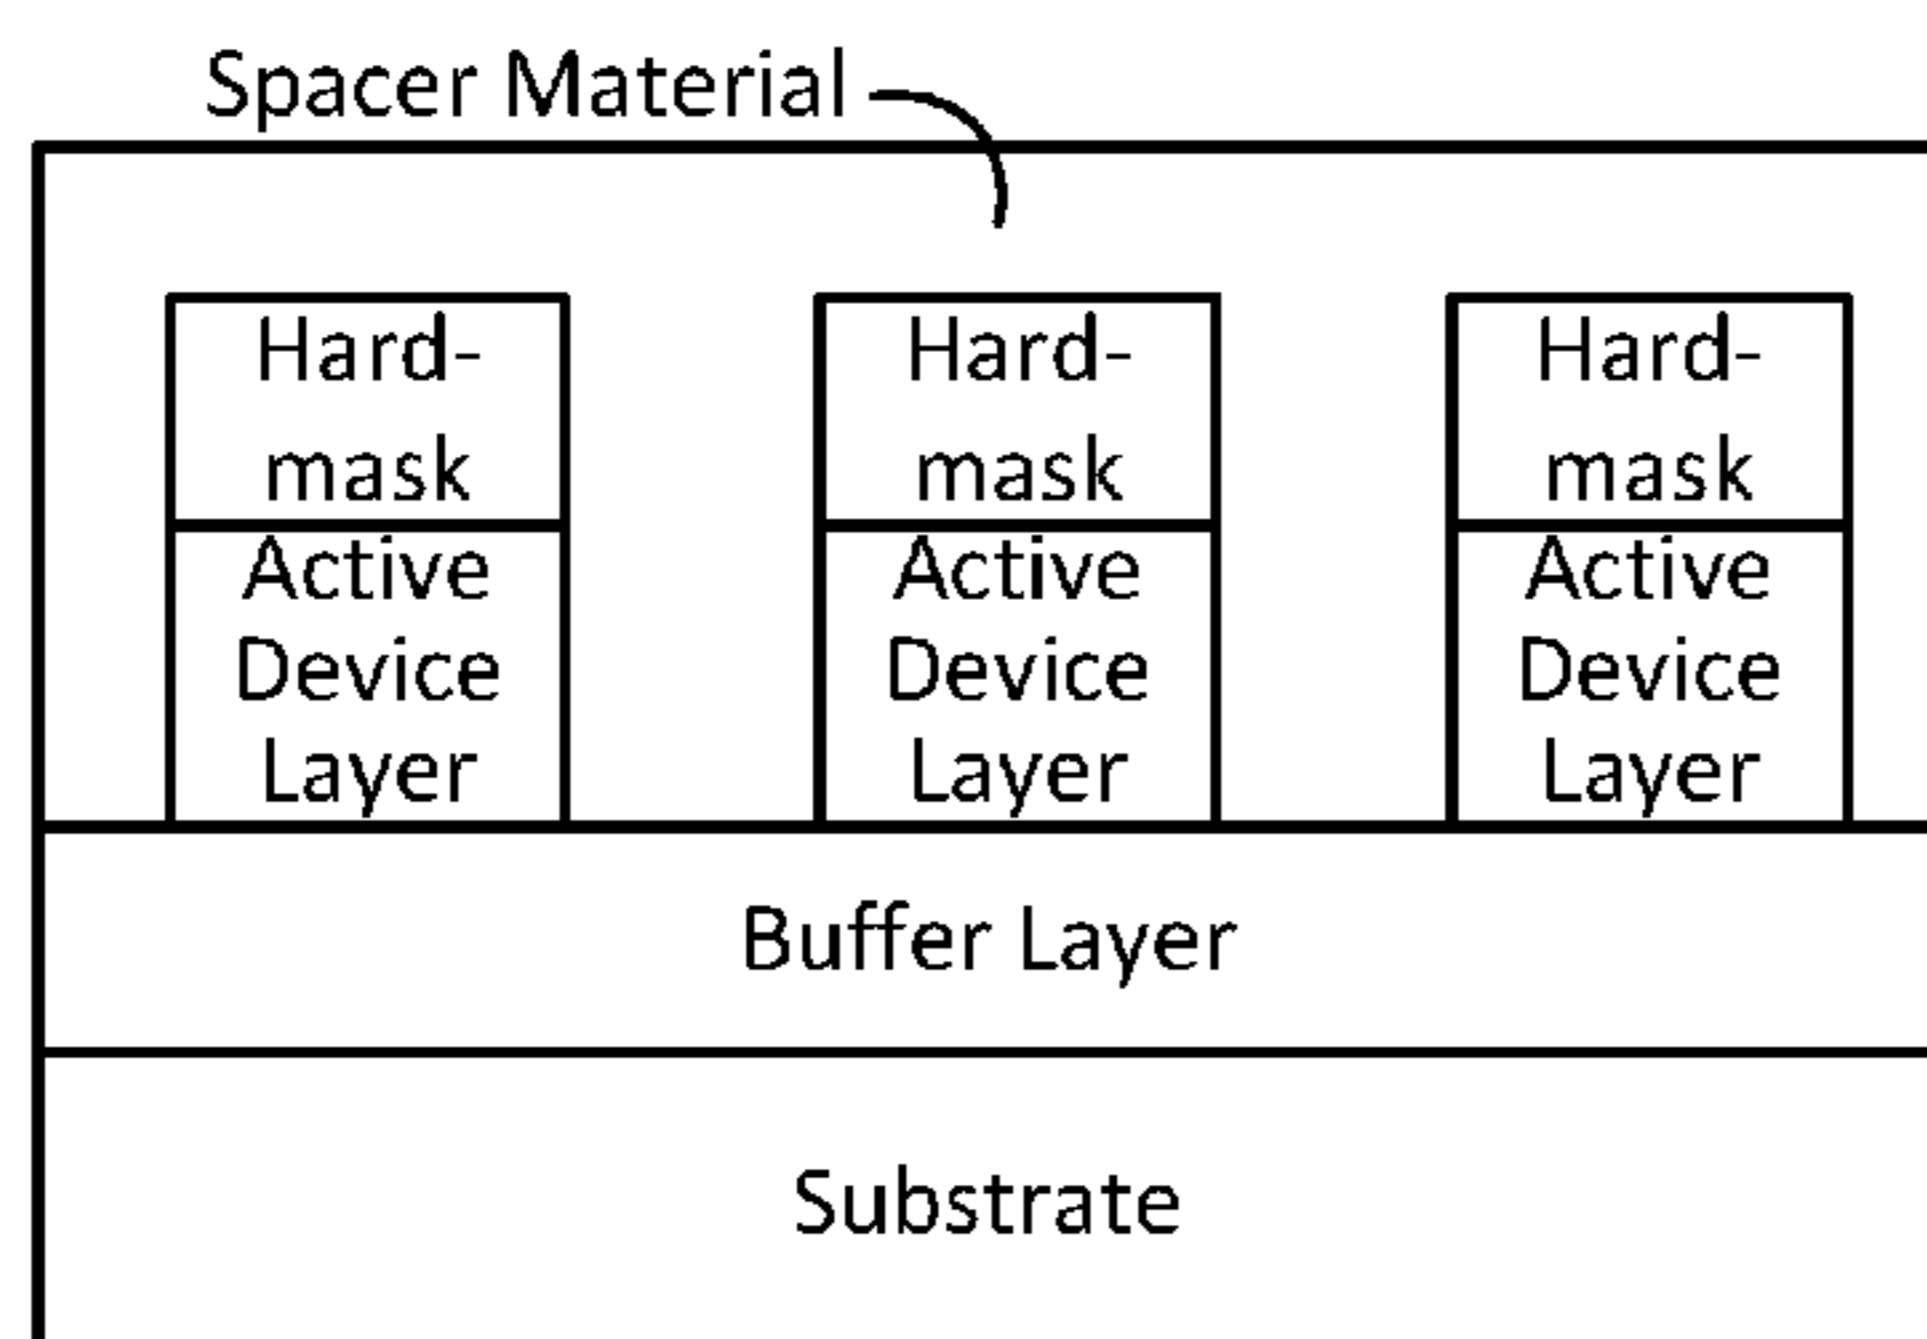 Spacer Material
Hard-
mask
Active
Device
Layer
Hard-
mask
Active
Device
Layer
Hard-
mask
Active
Device
Layer
Buffer Layer
Substrate